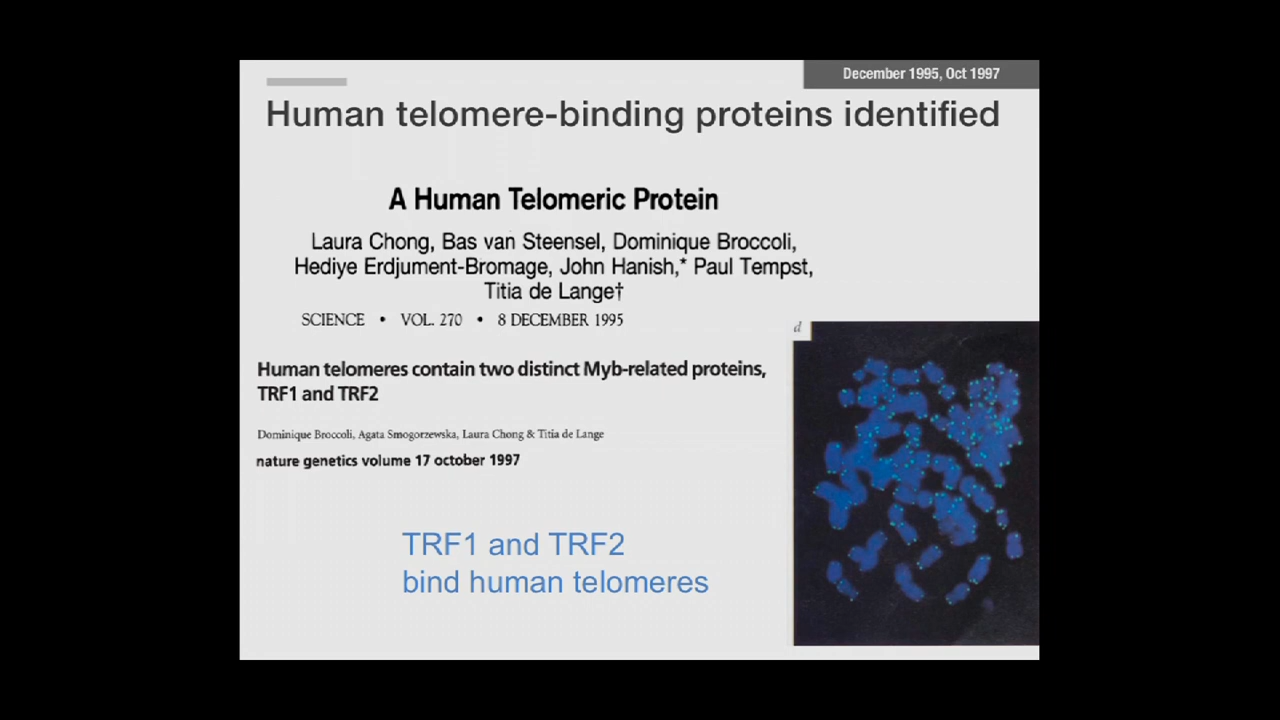 December 1995, Oct 1997
Human telomere-binding proteins identified
A Human Telomeric Protein
Laura Chong, Bas van Steensel, Dominique Broccoli,
Hediye Erdjument-Bromage, John Hanish,* Paul Tempst,
Titia de Lange†
SCIENCE • VOL. 270 • 8 DECEMBER 1995
d
Human telomeres contain two distinct Myb-related proteins,
TRF1 and TRF2
Dominique Broccoli, Agata Smogorzewska, Laura Chong & Titia de Lange
nature genetics volume 17 october 1997
TRF1 and TRF2
bind human telomeres